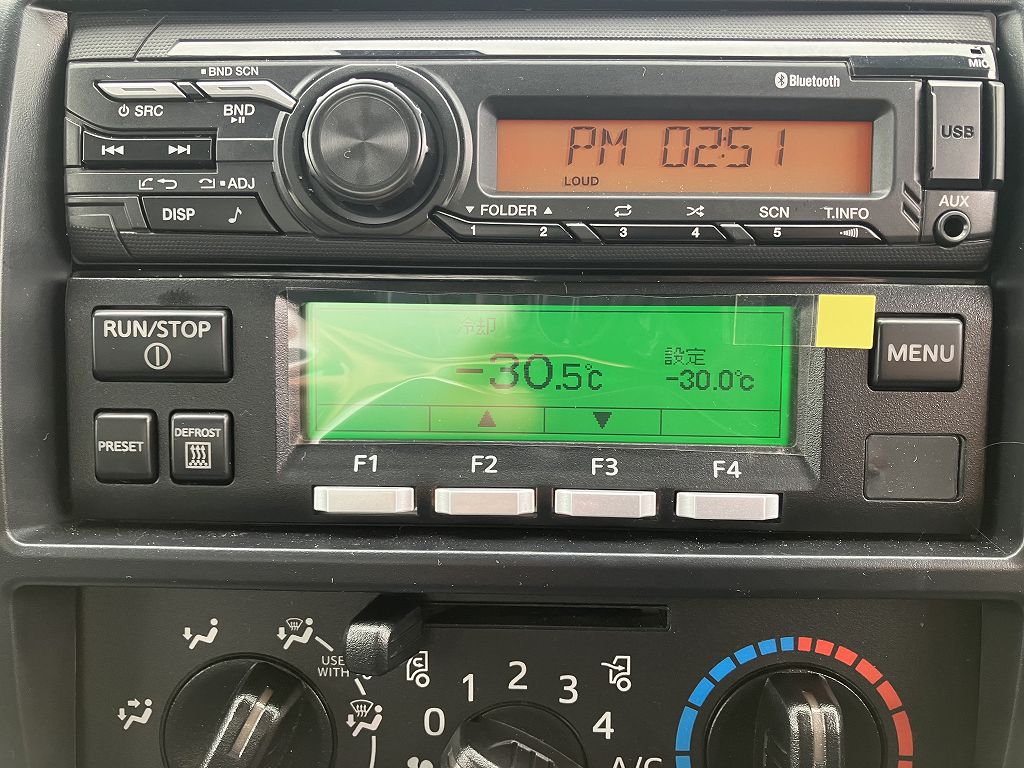 MIC
BND SCN
Bluetooth
SRC
BND
USB
PM 02:51
LOUD
ADJ
DISP
FOLDER
SCN
T.INFO
AUX
1
2
3
4
5
RUN/STOP
冷却
-30.5℃
設定
-30.0℃
MENU
PRESET
DEFROST
F1
F2
F3
F4
USE
WITH
0
1
2
3
4
A/C